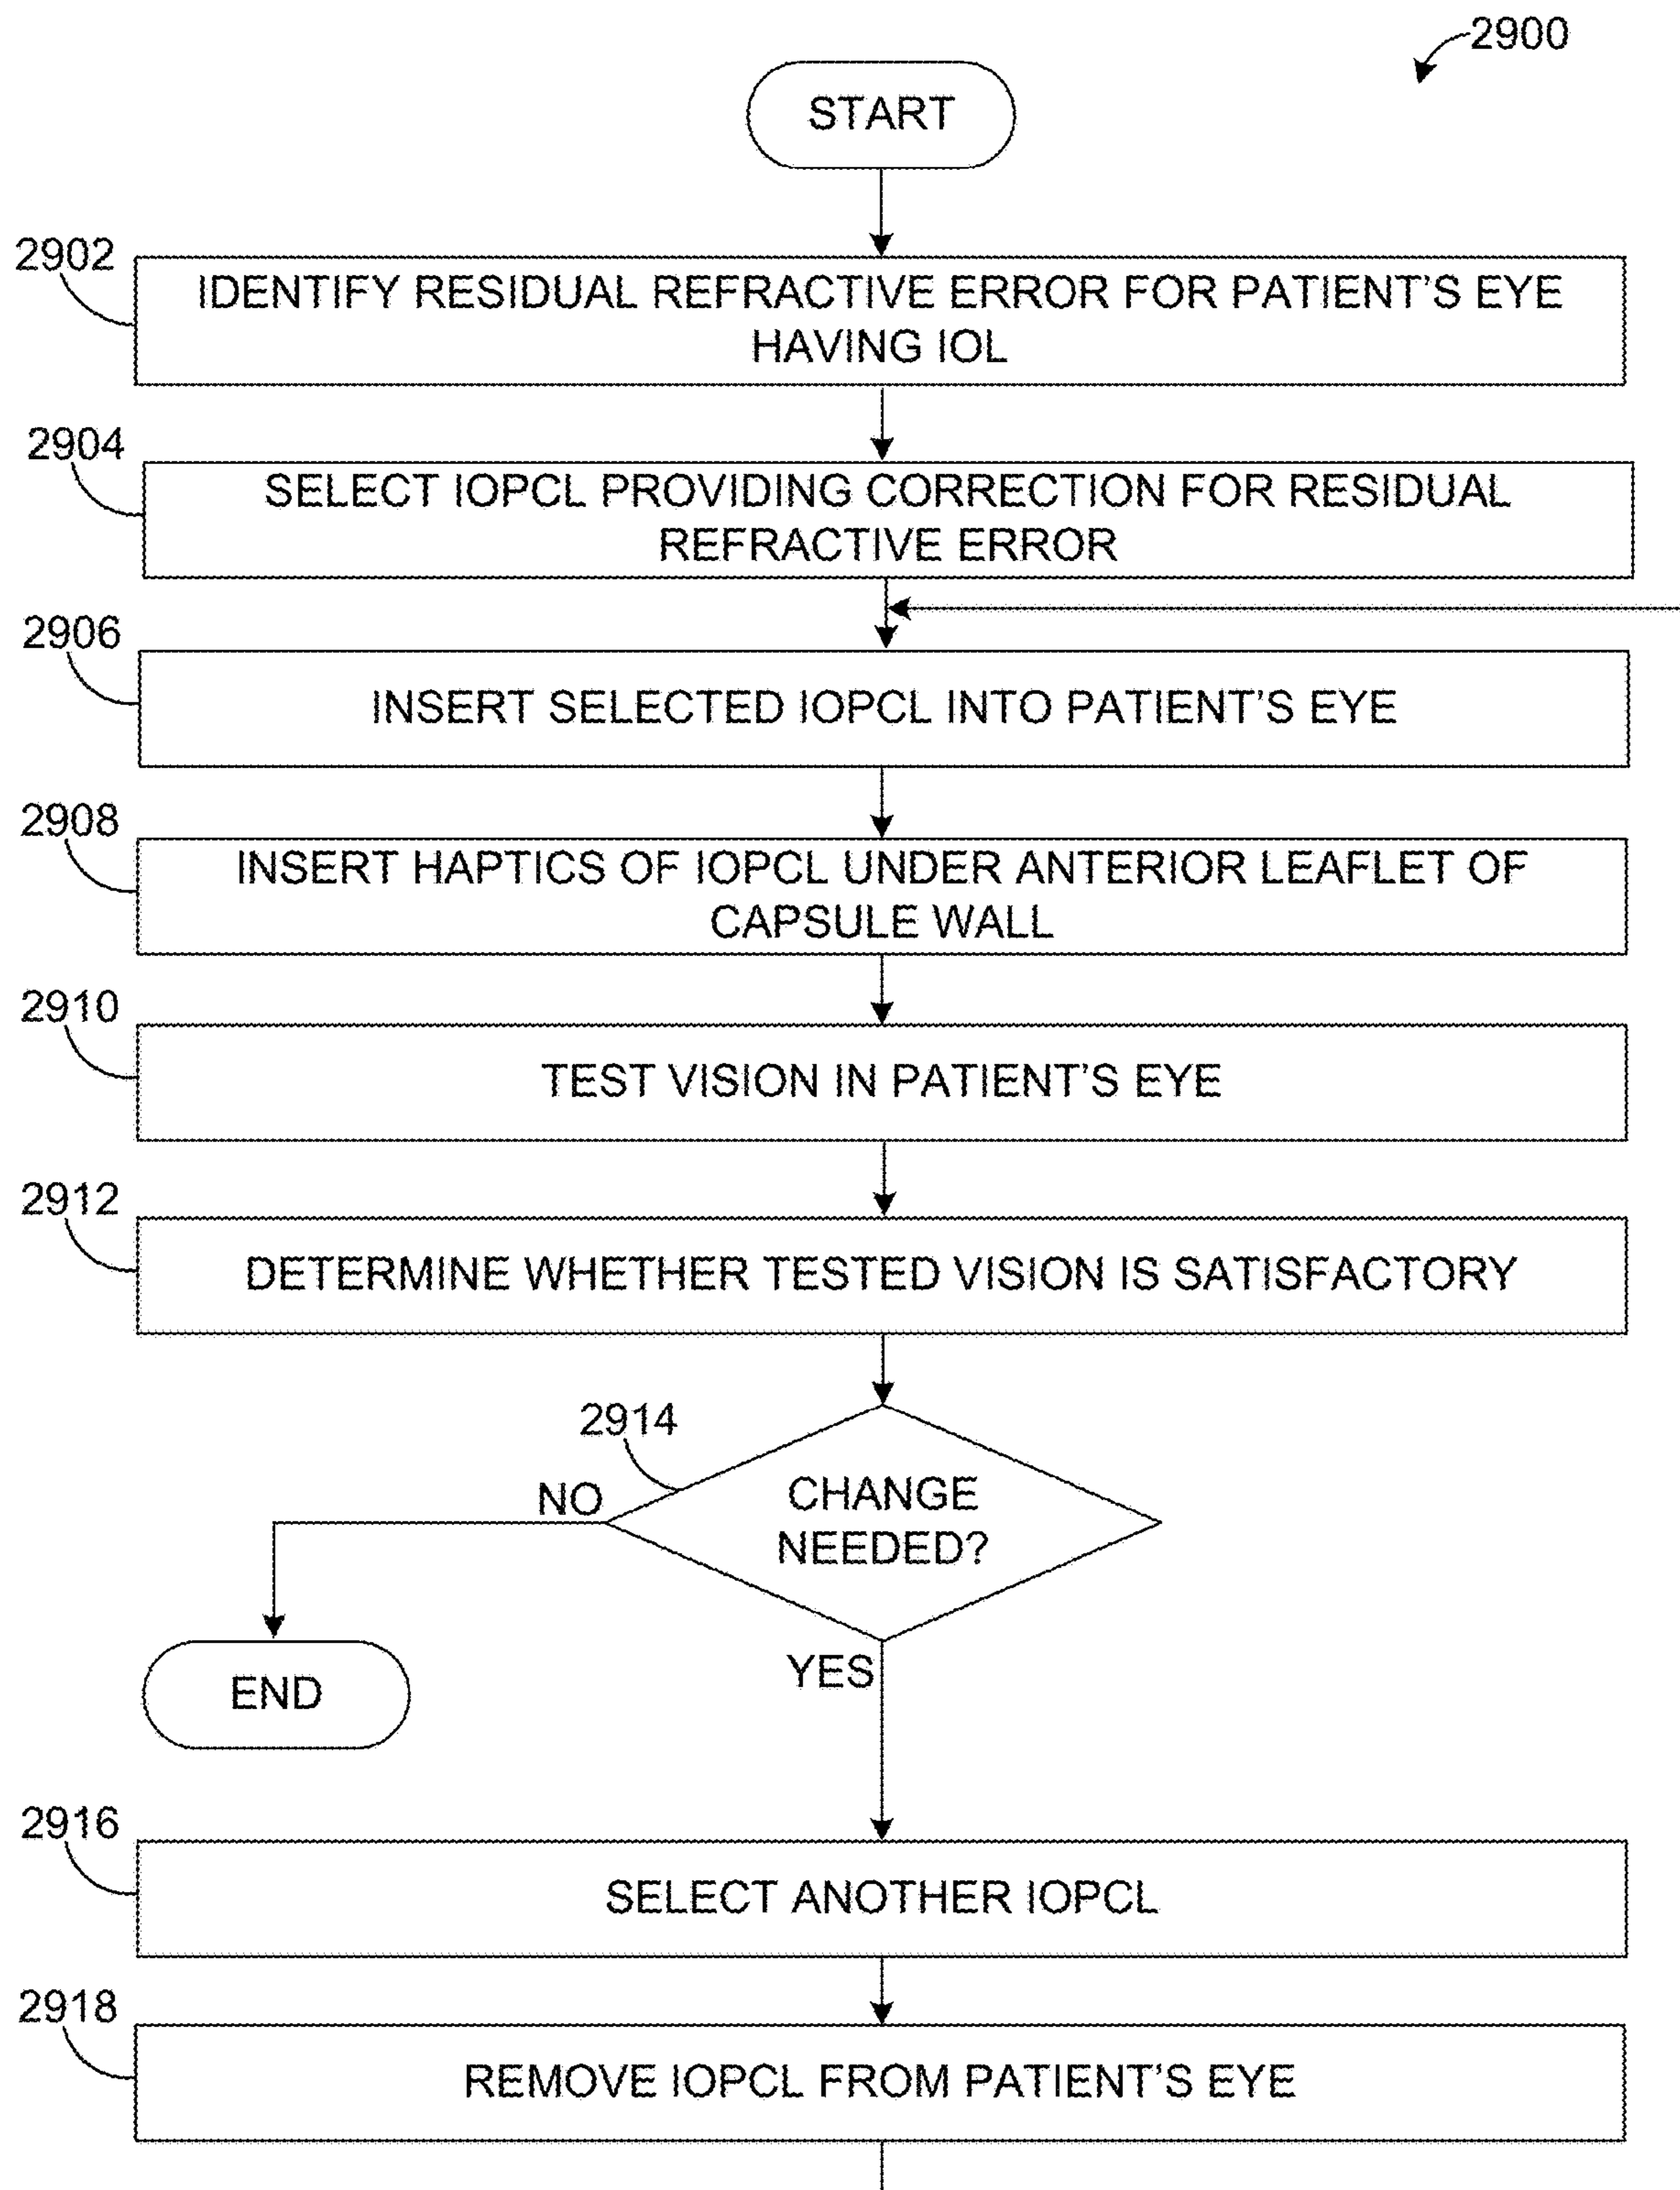 2900
START
2902
IDENTIFY RESIDUAL REFRACTIVE ERROR FOR PATIENT'S EYE
HAVING IOL
2904
SELECT IOPCL PROVIDING CORRECTION FOR RESIDUAL
REFRACTIVE ERROR
2906
INSERT SELECTED IOPCL INTO PATIENT'S EYE
2908
INSERT HAPTICS OF IOPCL UNDER ANTERIOR LEAFLET OF
CAPSULE WALL
2910
TEST VISION IN PATIENT'S EYE
2912
DETERMINE WHETHER TESTED VISION IS SATISFACTORY
2914
NO
CHANGE
NEEDED?
END
YES
2916
SELECT ANOTHER IOPCL
2918
REMOVE IOPCL FROM PATIENT'S EYE